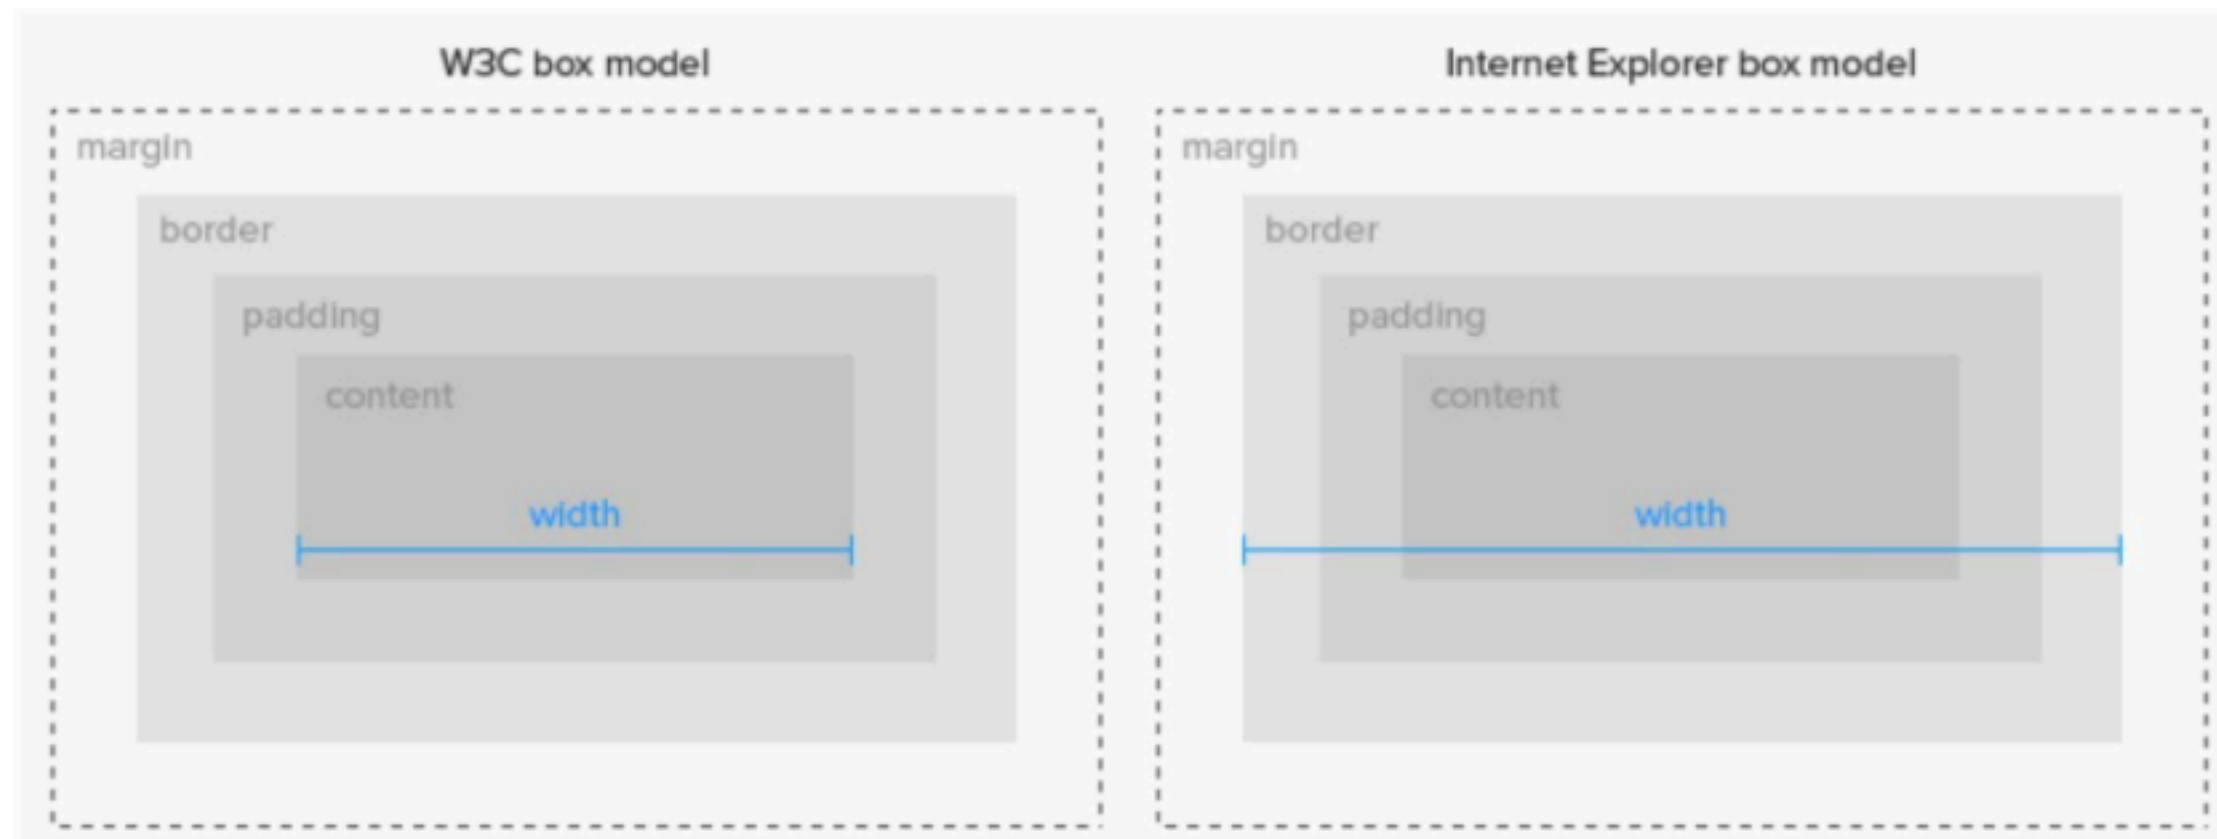 W3C box model
margin
border
padding
content
width
Internet Explorer box model
margin
border
padding
content
width